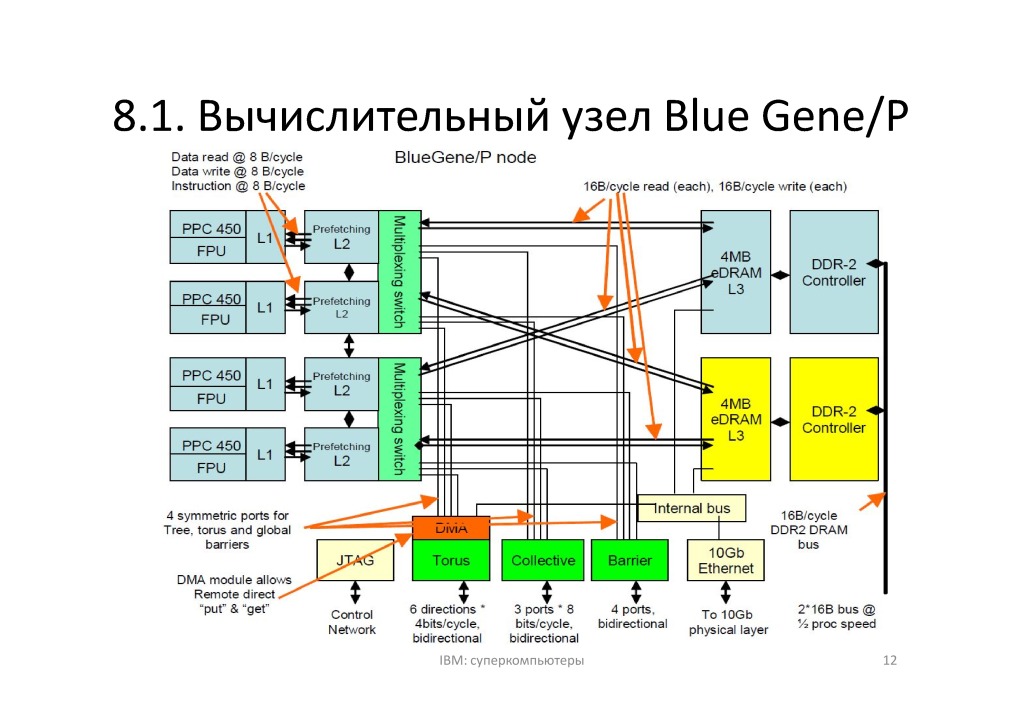 8.1. Вычислительный узел Blue Gene/P
Data read @ 8 B/cycle
Data write @ 8 B/cycle
Instruction @ 8 B/cycle
BlueGene/P node
16B/cycle read (each), 16B/cycle write (each)
PPC 450
FPU
L1
Prefetching
L2
PPC 450
FPU
L1
Prefetching
L2
Multiplexing switch
PPC 450
FPU
L1
Prefetching
L2
PPC 450
FPU
L1
Prefetching
L2
Multiplexing switch
4MB
eDRAM
L3
DDR-2
Controller
4MB
eDRAM
L3
DDR-2
Controller
4 symmetric ports for
Tree, torus and global
barriers
DMA module allows
Remote direct
“put” & “get”
JTAG
Control
Network
DMA
Torus
6 directions *
4bits/cycle,
bidirectional
Collective
3 ports * 8
bits/cycle,
bidirectional
Barrier
4 ports,
bidirectional
Internal bus
10Gb
Ethernet
To 10Gb
physical layer
16B/cycle
DDR2 DRAM
bus
2*16B bus @
½ proc speed
IBM: суперкомпьютеры
12